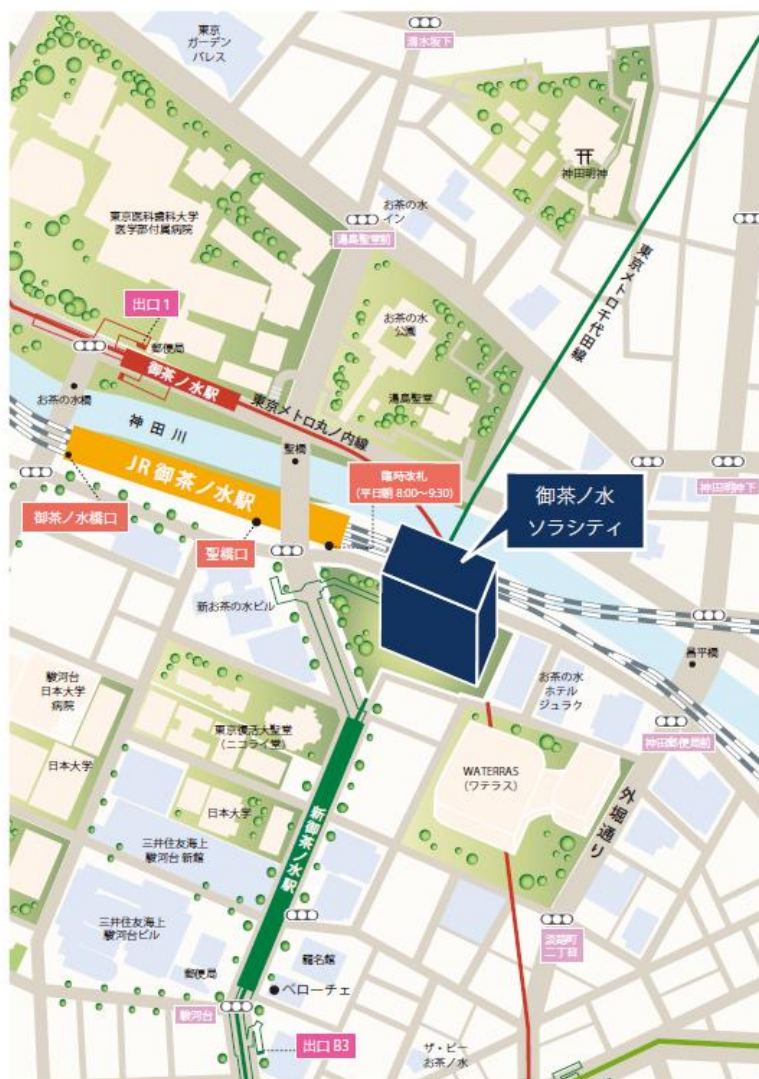 東京
ガーデン
パレス
清水坂下
神田明神
お茶の水
イン
東京医科歯科大学
医学部付属病院
湯島聖堂前
東京メトロ千代田線
出口1
お茶の水
公園
郵便局
御茶ノ水駅
湯島聖堂
お茶の水橋
東京メトロ丸ノ内線
神田川
聖橋
JR 御茶ノ水駅
臨時改札
(平日朝 8:00〜9:30)
神田明神下
御茶ノ水
ソラシティ
御茶ノ水橋口
聖橋口
新お茶の水ビル
昌平橋
駿河台
日本大学
病院
お茶の水
ホテル
ジュラク
東京復活大聖堂
(ニコライ堂)
神田郵便局前
日本大学
WATERRAS
(ワテラス)
外堀通り
日本大学
新御茶ノ水駅
三井住友海上
駿河台 新館
三井住友海上
駿河台ビル
淡路町
二丁目
龍名館
郵便局
ベローチェ
駿河台
出口 B3
ザ・ビー
お茶ノ水